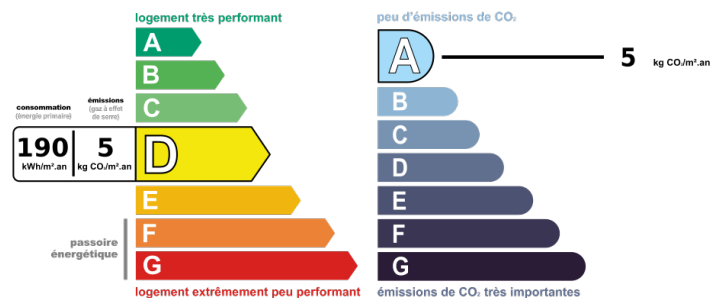 logement très performant
A
B
C
consommation
(énergie primaire)
émissions
(gaz à effet
de serre)
190
kWh/m².an
5
kg CO₂/m².an
D
E
F
G
passoire
énergétique
logement extrêmement peu performant
peu d'émissions de CO₂
A
5
kg CO₂/m².an
B
C
D
E
F
G
émissions de CO₂ très importantes